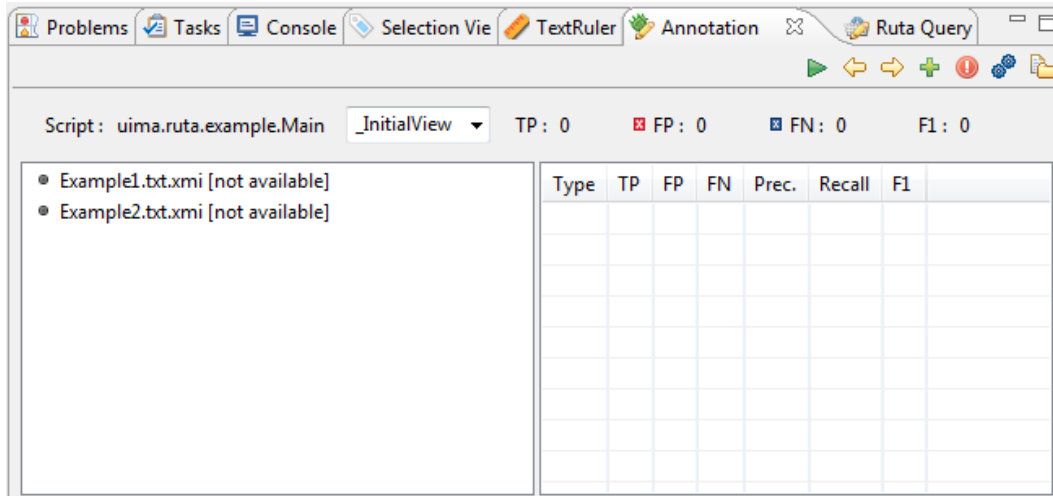 Problems Tasks Console Selection Vie TextRuler Annotation Ruta Query
Script : uima.ruta.example.Main _InitialView TP : 0 FP : 0 FN : 0 F1 : 0
Example1.txt.xmi [not available]
Example2.txt.xmi [not available]
Type TP FP FN Prec. Recall F1